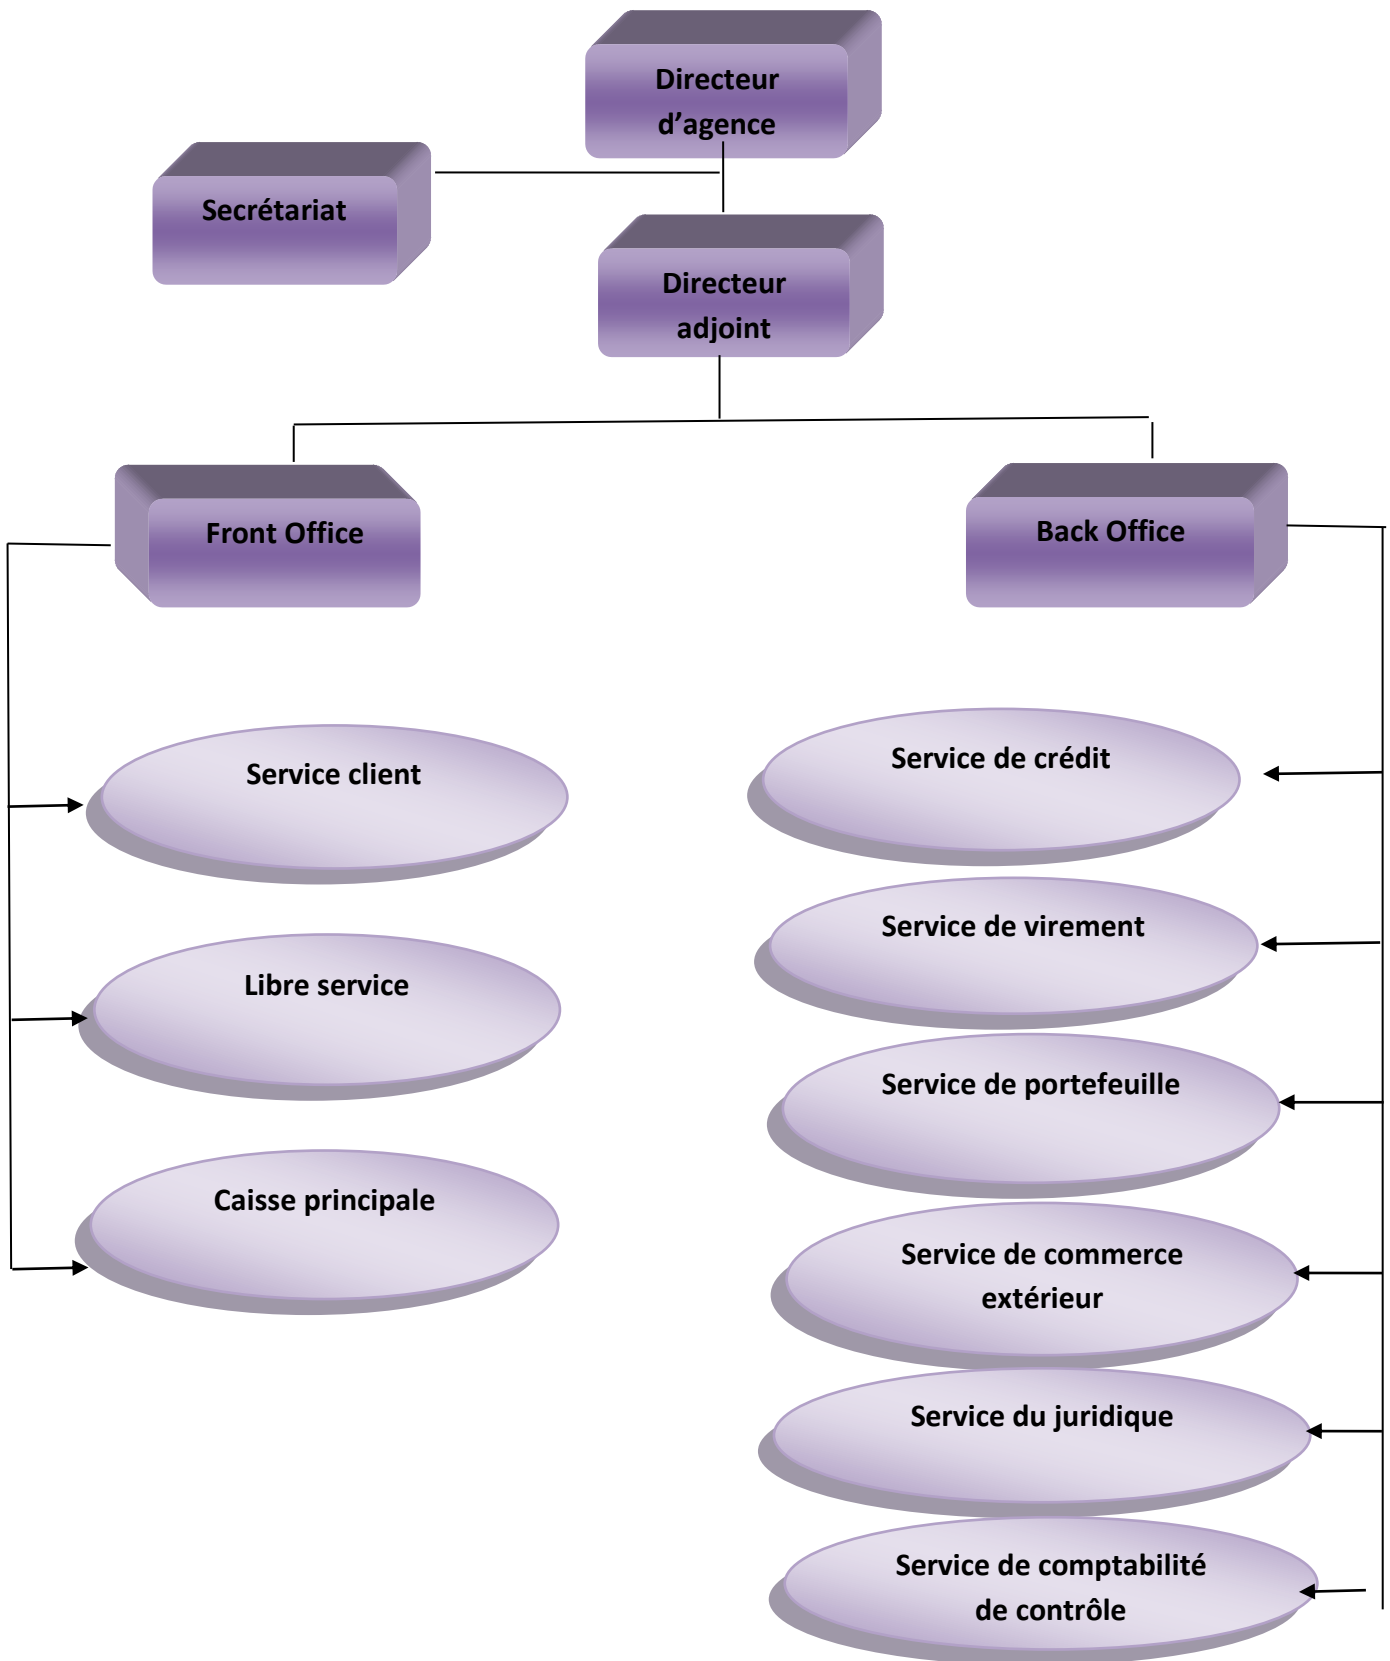 Directeur
d’agence
Secrétariat
Directeur
adjoint
Front Office
Back Office
Service client
Libre service
Caisse principale
Service de crédit
Service de virement
Service de portefeuille
Service de commerce
extérieur
Service du juridique
Service de comptabilité
de contrôle